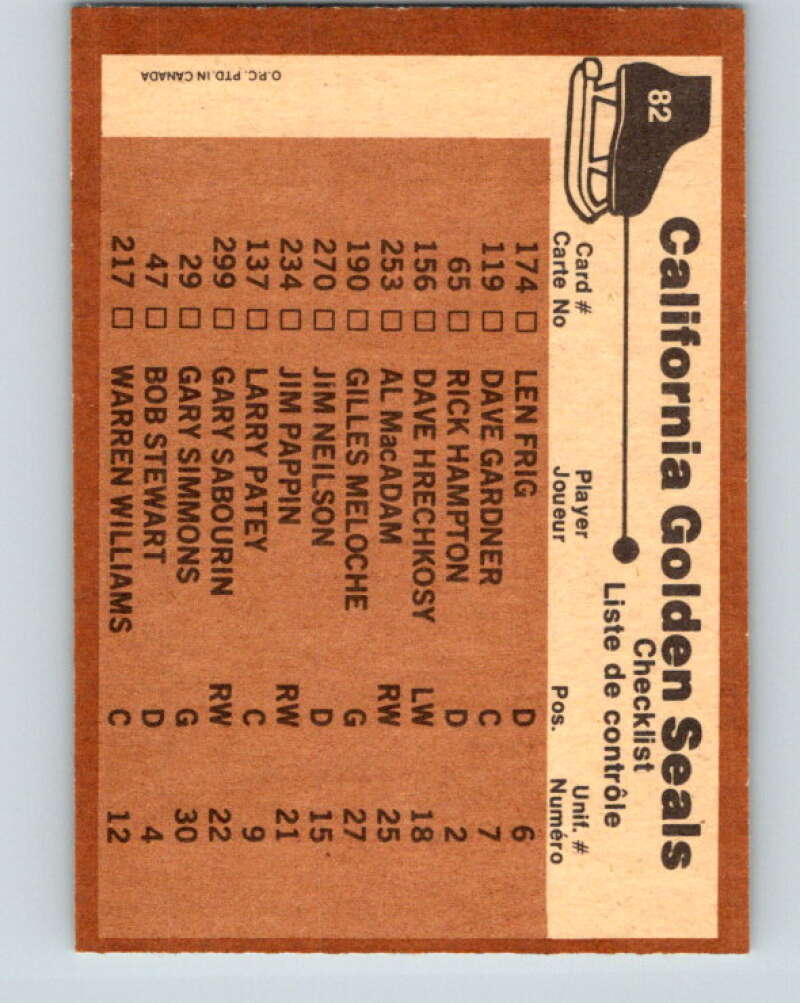 82
California Golden Seals
Checklist
Liste de contrôle
Card # Player Pos. Unif. #
Carte No Joueur Numéro
174 □ LEN FRIG D 6
119 □ DAVE GARDNER C 7
65 □ RICK HAMPTON D 2
156 □ DAVE HRECHKOSY LW 18
253 □ AL MacADAM RW 25
190 □ GILLES MELOCHE G 27
270 □ JIM NEILSON D 15
234 □ JIM PAPPIN RW 21
137 □ LARRY PATEY C 9
299 □ GARY SABOURIN RW 22
29 □ GARY SIMMONS G 30
47 □ BOB STEWART D 4
217 □ WARREN WILLIAMS C 12
O.P.C. PTD. IN CANADA